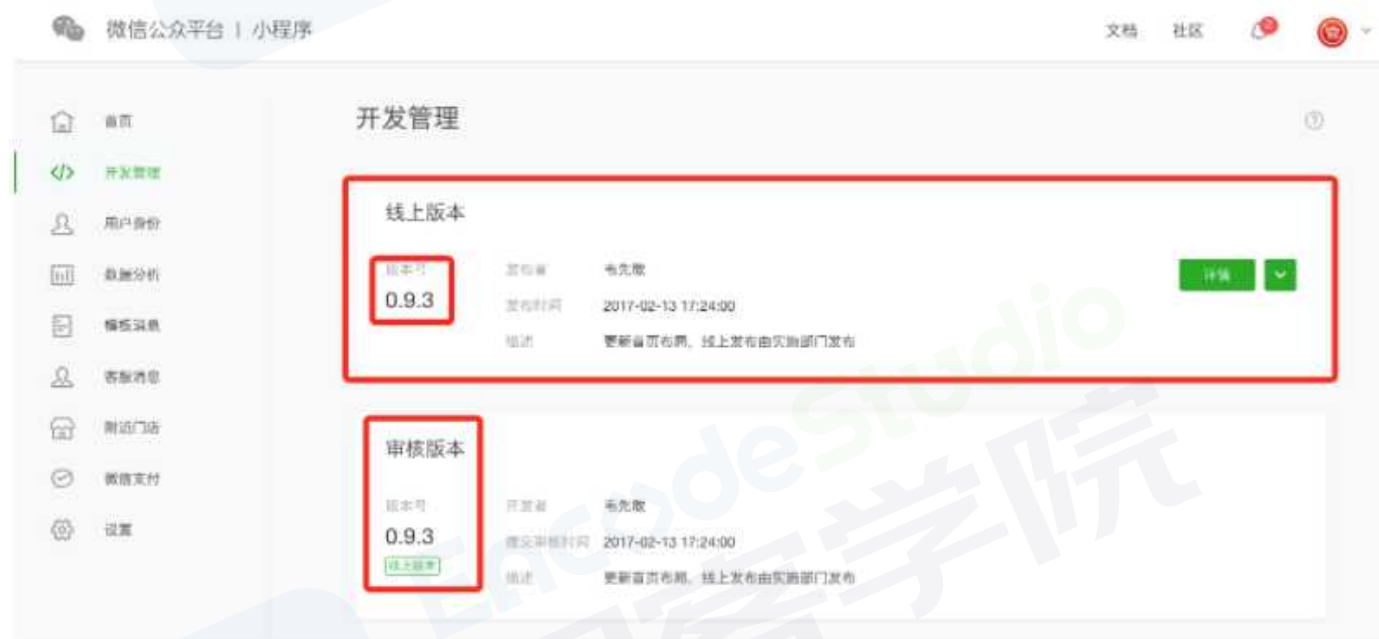 微信公众平台 | 小程序
文档 社区 2
首页
开发管理
用户身份
数据分析
模板消息
客服消息
附近门店
微信支付
设置
开发管理
线上版本
版本号
0.9.3
发布者
发布时间 2017-02-13 17:24:00
描述 更新首页布局，线上发布由实施部门发布
详情
审核版本
版本号
0.9.3
线上版本
开发者
提交审核时间 2017-02-13 17:24:00
描述 更新首页布局，线上发布由实施部门发布
EncodeStudio